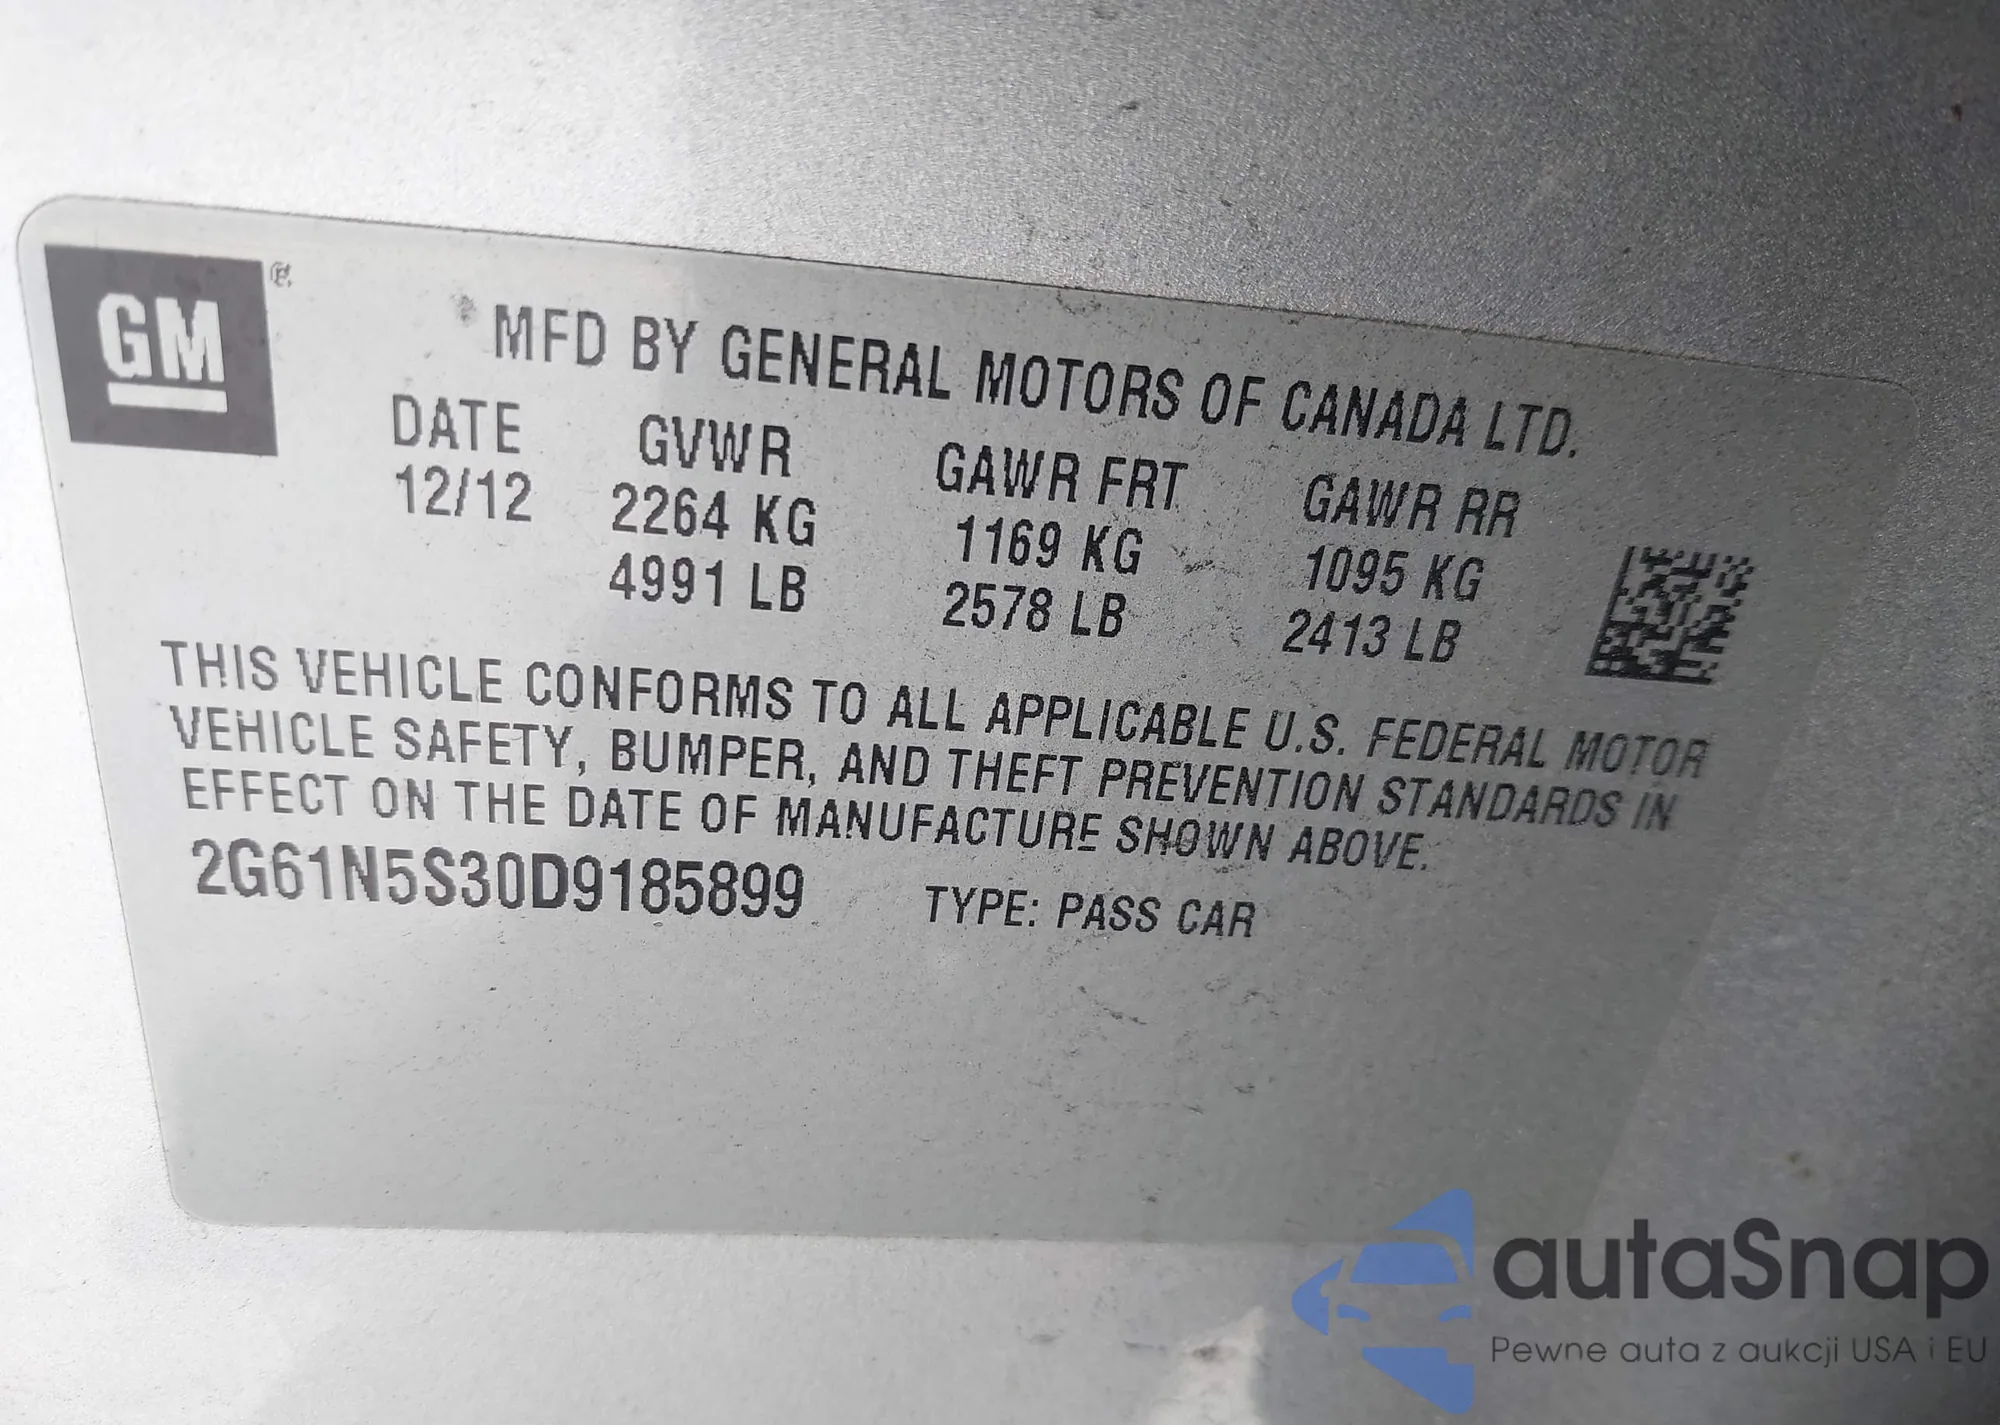 GM ®
MFD BY GENERAL MOTORS OF CANADA LTD.
DATE GVWR GAWR FRT GAWR RR
12/12 2264 KG 1169 KG 1095 KG
4991 LB 2578 LB 2413 LB
THIS VEHICLE CONFORMS TO ALL APPLICABLE U.S. FEDERAL MOTOR
VEHICLE SAFETY, BUMPER, AND THEFT PREVENTION STANDARDS IN
EFFECT ON THE DATE OF MANUFACTURE SHOWN ABOVE.
2G61N5S30D9185899 TYPE: PASS CAR
autaSnap
Pewne auta z aukcji USA i EU